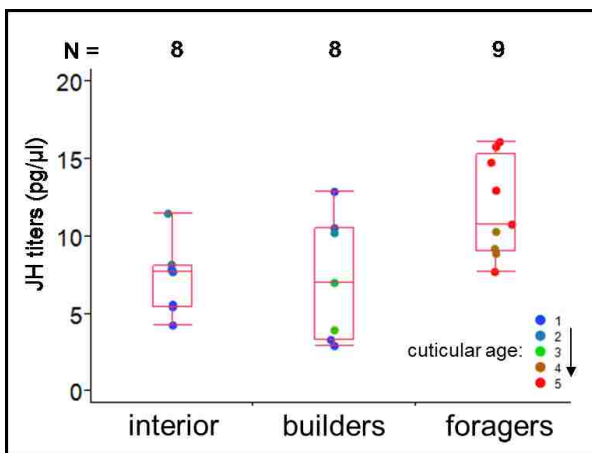 N = 8 8 9
20
15
10
5
0
JH titers (pg/µl)
cuticular age:
1
2
3
4
5
interior builders foragers